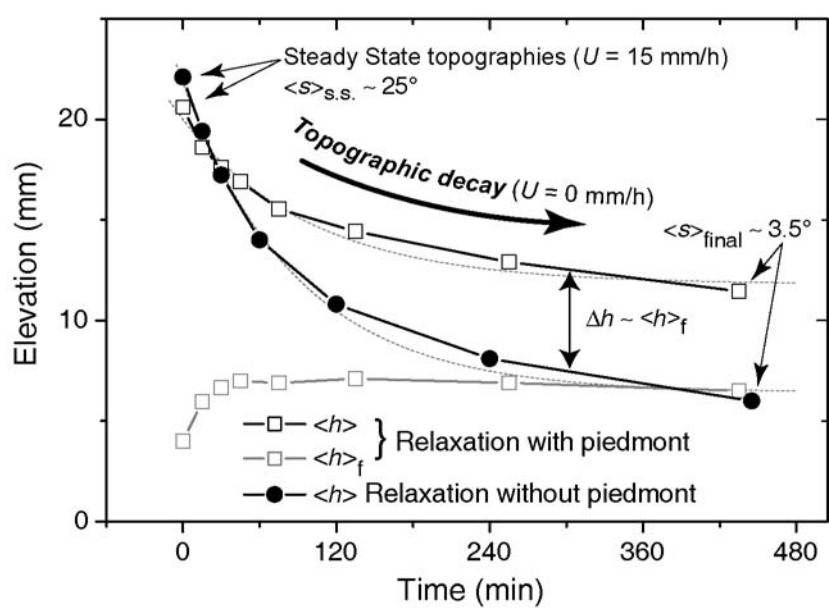 Steady State topographies (U = 15 mm/h)
<s>s.s. ~ 25°
Topographic decay (U = 0 mm/h)
<s>final ~ 3.5°
Δh ~ <h>f
<h>
<h>f
} Relaxation with piedmont
<h> Relaxation without piedmont
Elevation (mm)
20
10
0
0 120 240 360 480
Time (min)